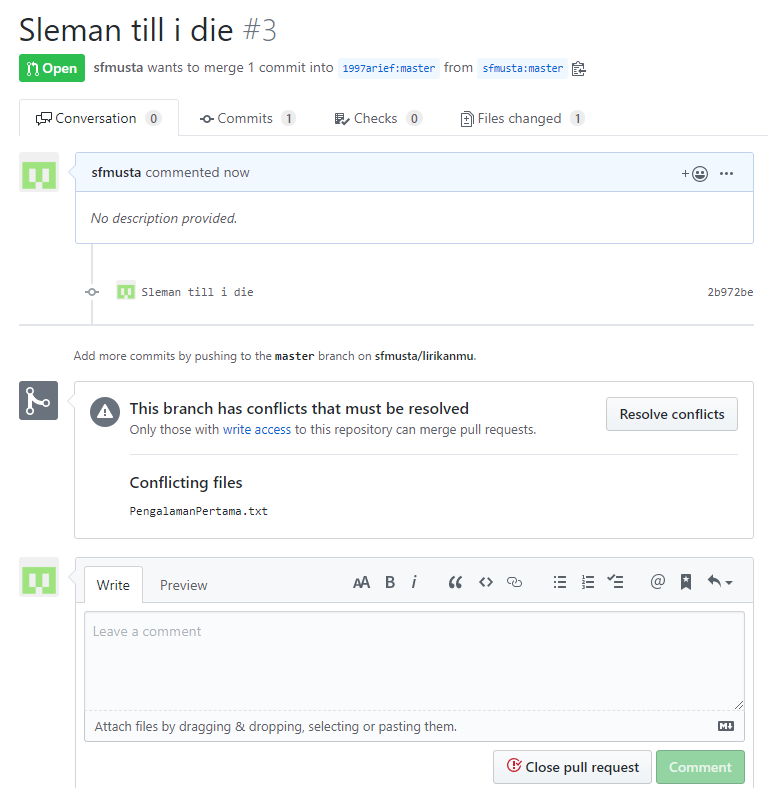 Sleman till i die #3
Open sfmusta wants to merge 1 commit into 1997arief:master from sfmusta:master
Conversation 0 Commits 1 Checks 0 Files changed 1
sfmusta commented now
No description provided.
Sleman till i die 2b972be
Add more commits by pushing to the master branch on sfmusta/lirikanmu.
This branch has conflicts that must be resolved
Only those with write access to this repository can merge pull requests.
Resolve conflicts
Conflicting files
PengalamanPertama.txt
Write Preview
Leave a comment
Attach files by dragging & dropping, selecting or pasting them.
Close pull request Comment